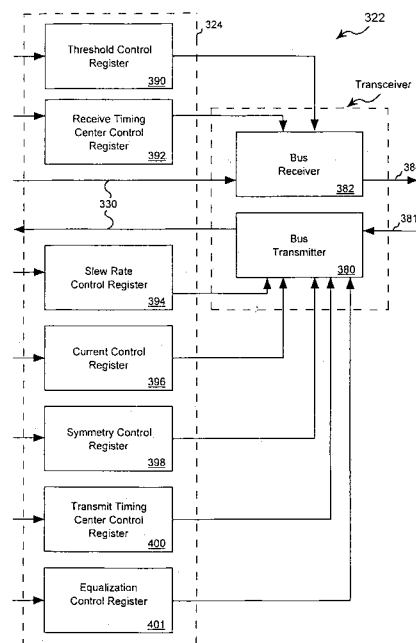 322
324
Threshold Control
Register
390
Transceiver
Receive Timing
Center Control
Register
392
Bus
Receiver
382
38
330
381
Bus
Transmitter
380
Slew Rate
Control Register
394
Current Control
Register
396
Symmetry Control
Register
398
Transmit Timing
Center Control
Register
400
Equalization
Control Register
401